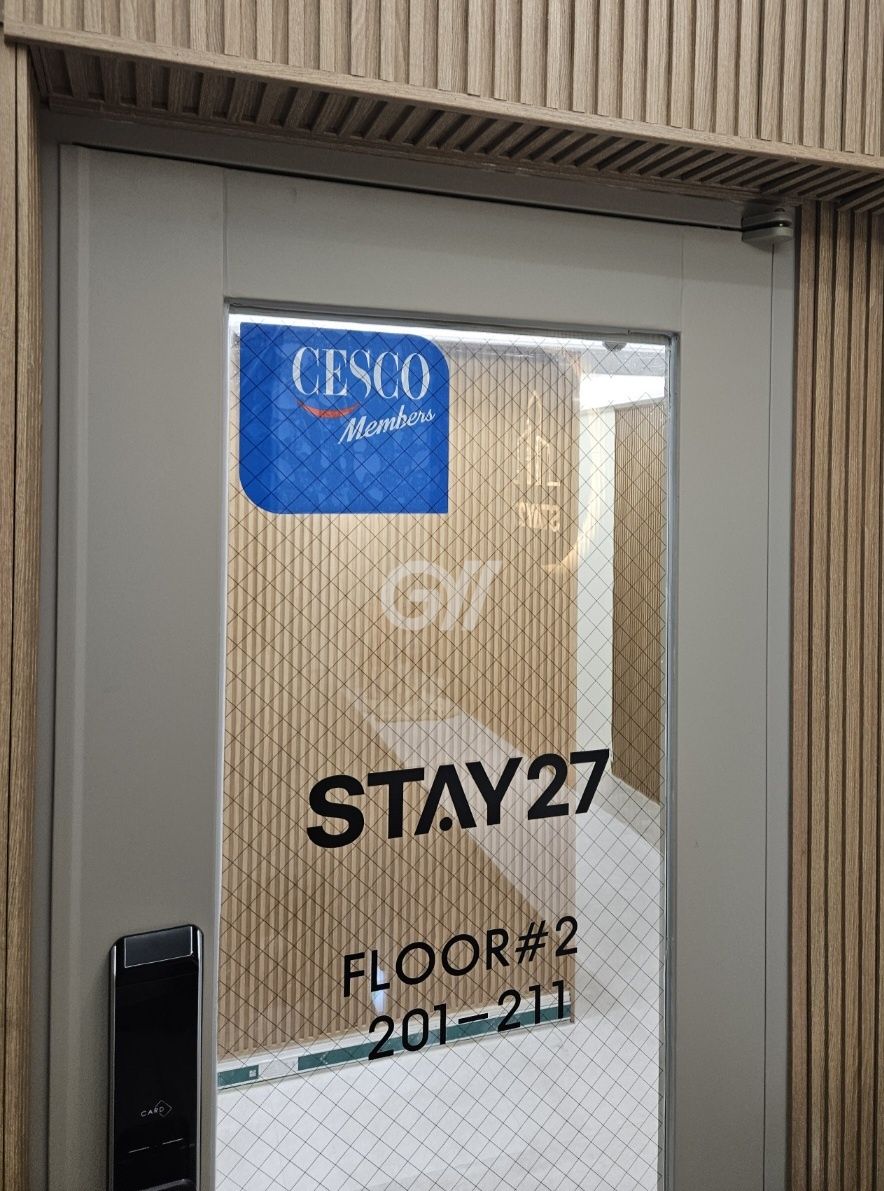 CESCO
Members
STAY27
FLOOR#2
201-211
CARD